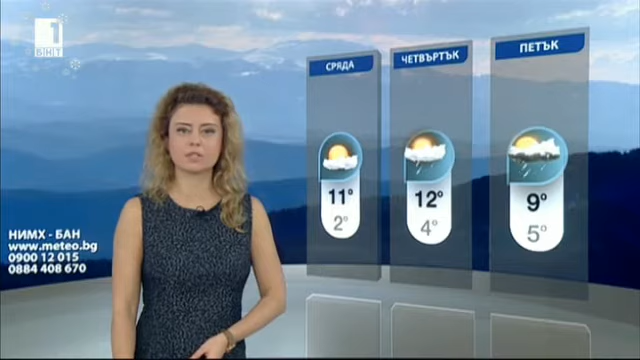 1
БНТ
СРЯДА
ЧЕТВЪРТЪК
ПЕТЪК
11°
2°
12°
4°
9°
5°
НИМХ - БАН
www.meteo.bg
0900 12 015
0884 408 670